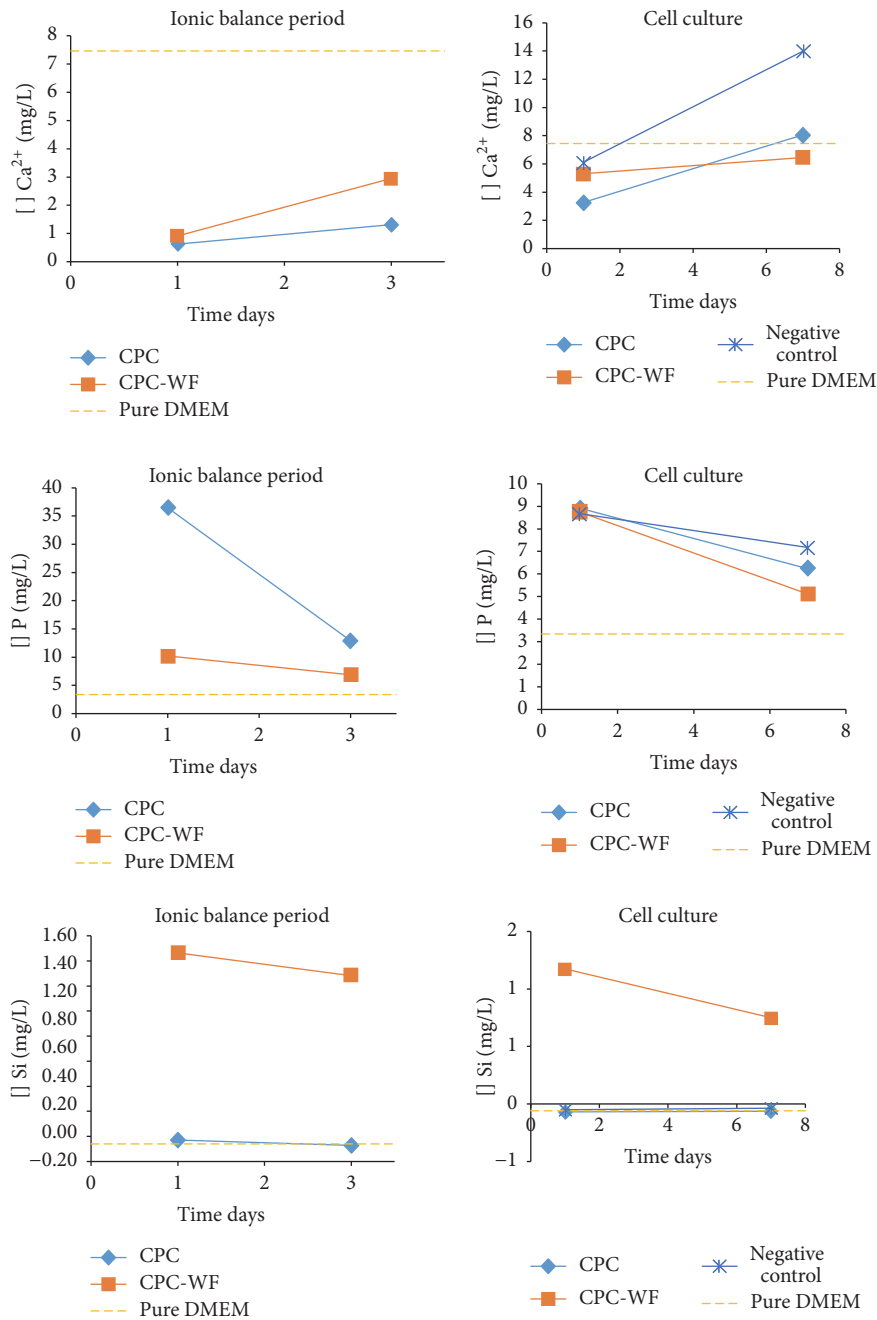 Ionic balance period
[ ] Ca2+ (mg/L)
8
7
6
5
4
3
2
1
0
0 1 2 3
Time days
CPC
CPC-WF
Pure DMEM
Cell culture
[ ] Ca2+ (mg/L)
16
14
12
10
8
6
4
2
0
0 2 4 6 8
Time days
CPC
CPC-WF
Negative
control
Pure DMEM
Ionic balance period
[] P (mg/L)
40
35
30
25
20
15
10
5
0
0 1 2 3
Time days
CPC
CPC-WF
Pure DMEM
Cell culture
[] P (mg/L)
10
9
8
7
6
5
4
3
2
1
0
0 2 4 6 8
Time days
CPC
CPC-WF
Negative
control
Pure DMEM
Ionic balance period
[] Si (mg/L)
1.60
1.40
1.20
1.00
0.80
0.60
0.40
0.20
0.00
−0.20
0 1 2 3
Time days
CPC
CPC-WF
Pure DMEM
Cell culture
[] Si (mg/L)
2
1
1
0
−1
0 2 4 6 8
Time days
CPC
CPC-WF
Negative
control
Pure DMEM